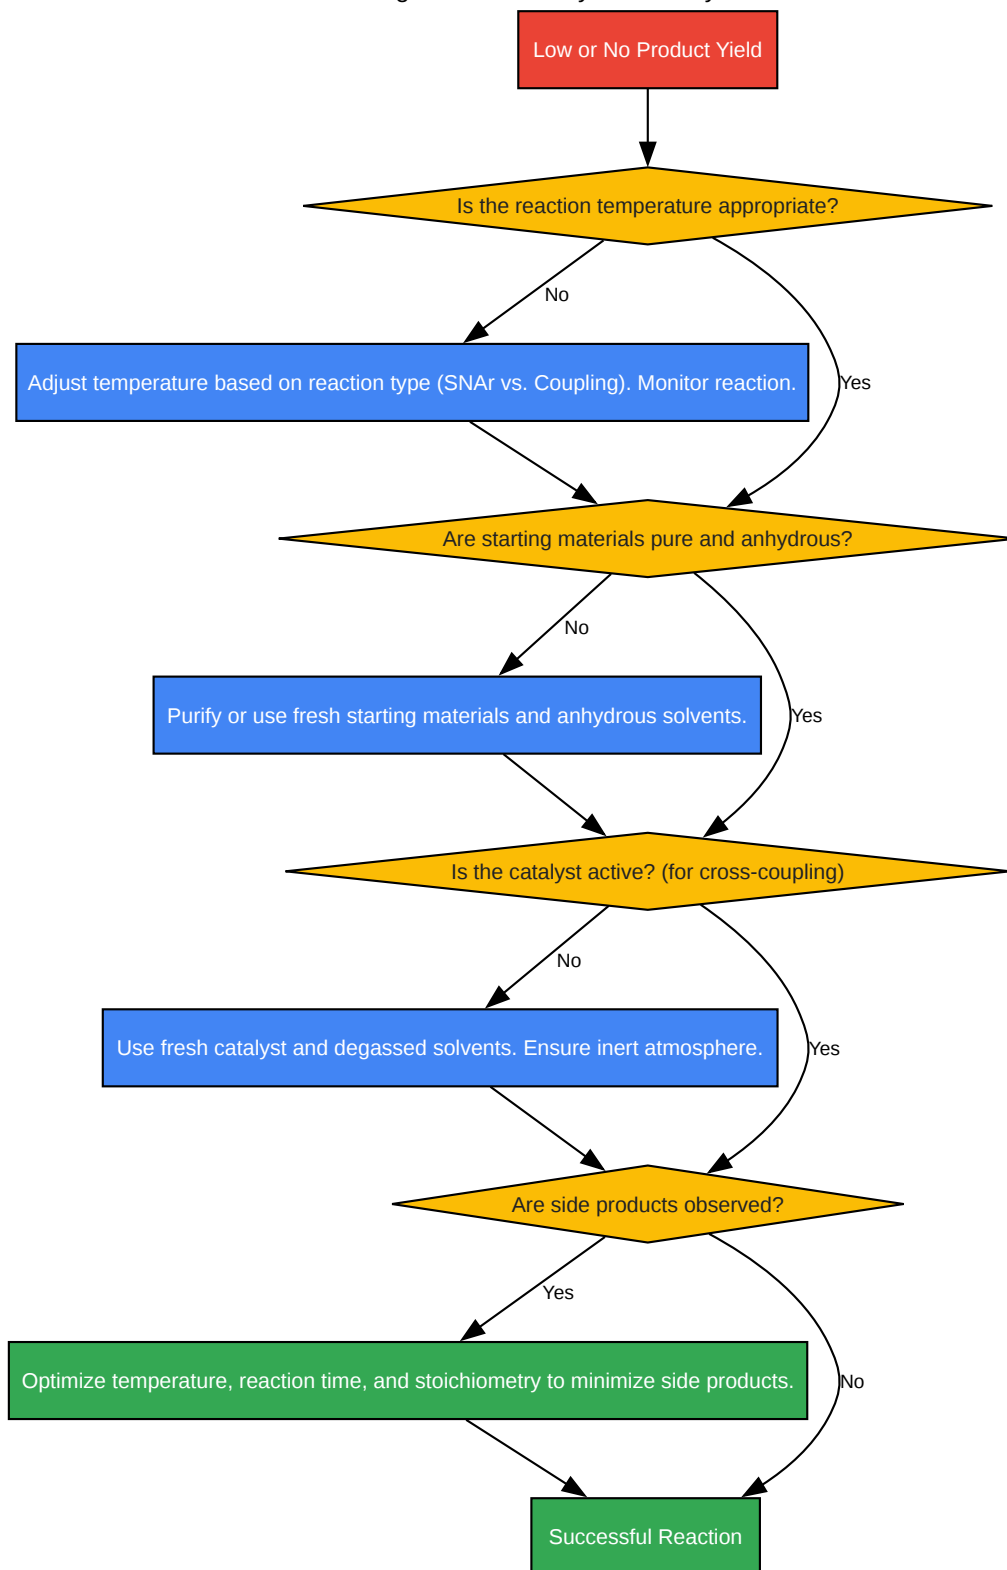 Low or No Product Yield
Is the reaction temperature appropriate?
No
Adjust temperature based on reaction type (SNAr vs. Coupling). Monitor reaction.
Yes
Are starting materials pure and anhydrous?
No
Purify or use fresh starting materials and anhydrous solvents.
Yes
Is the catalyst active? (for cross-coupling)
No
Use fresh catalyst and degassed solvents. Ensure inert atmosphere.
Yes
Are side products observed?
Yes
Optimize temperature, reaction time, and stoichiometry to minimize side products.
No
Successful Reaction